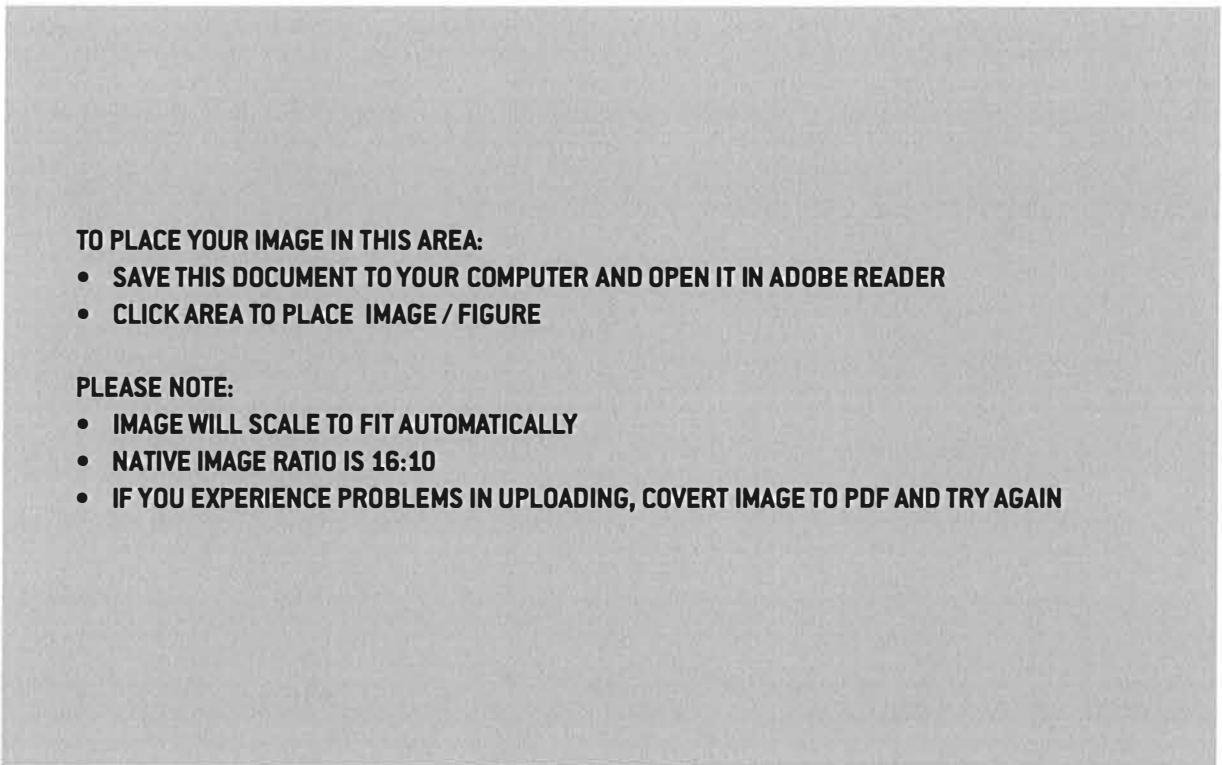 TO PLACE YOUR IMAGE IN THIS AREA:
• SAVE THIS DOCUMENT TO YOUR COMPUTER AND OPEN IT IN ADOBE READER
• CLICK AREA TO PLACE IMAGE / FIGURE
PLEASE NOTE:
• IMAGE WILL SCALE TO FIT AUTOMATICALLY
• NATIVE IMAGE RATIO IS 16:10
• IF YOU EXPERIENCE PROBLEMS IN UPLOADING, COVERT IMAGE TO PDF AND TRY AGAIN